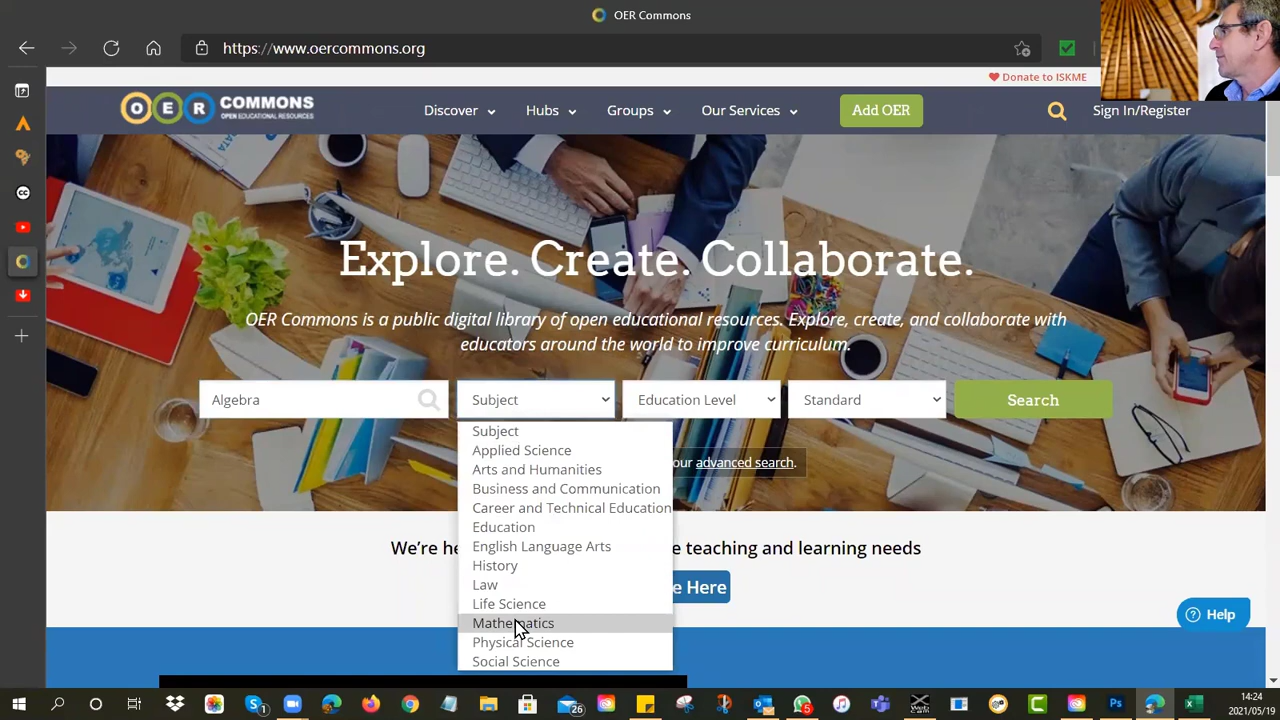 OER Commons
https://www.oercommons.org
Donate to ISKME
OER COMMONS
OPEN EDUCATIONAL RESOURCES
Discover
Hubs
Groups
Our Services
Add OER
Sign In/Register
Explore. Create. Collaborate.
OER Commons is a public digital library of open educational resources. Explore, create, and collaborate with
educators around the world to improve curriculum.
Algebra
Subject
Education Level
Standard
Search
Subject
Applied Science
Arts and Humanities
Business and Communication
Career and Technical Education
Education
English Language Arts
History
Law
Life Science
Mathematics
Physical Science
Social Science
our advanced search.
We're he
e teaching and learning needs
e Here
Help
26
1
5
14:24
2021/05/19